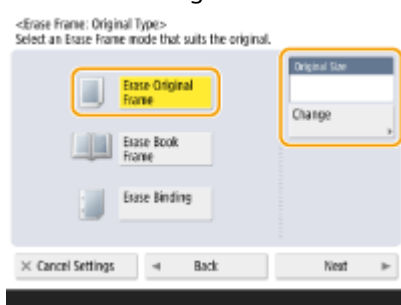 <Erase Frame: Original Type>
Select an Erase Frame mode that suits the original.
Original Size
Erase Original
Frame
Change
Erase Book
Frame
Erase Binding
× Cancel Settings
◄ Back
Next ►